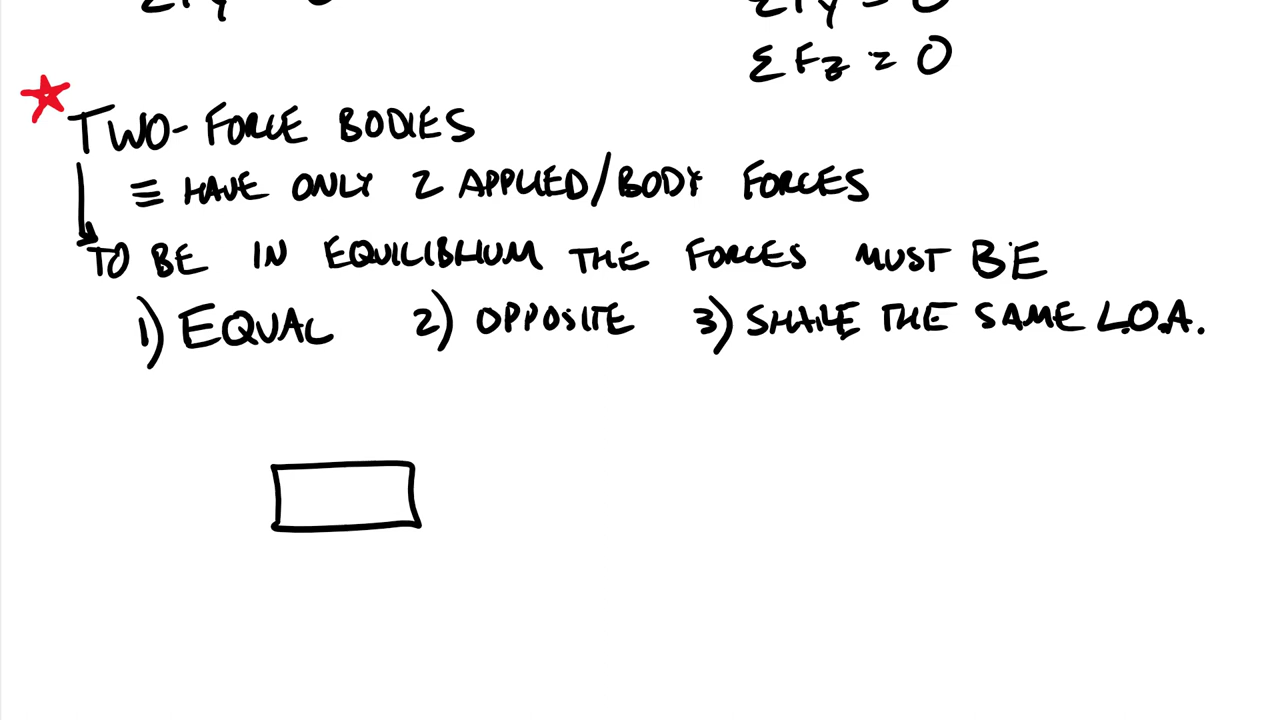 ΣFz = 0
TWO-FORCE BODIES
≡ HAVE ONLY 2 APPLIED/BODY FORCES
TO BE IN EQUILIBRIUM THE FORCES MUST BE
1) EQUAL 2) OPPOSITE 3) SHARE THE SAME L.O.A.